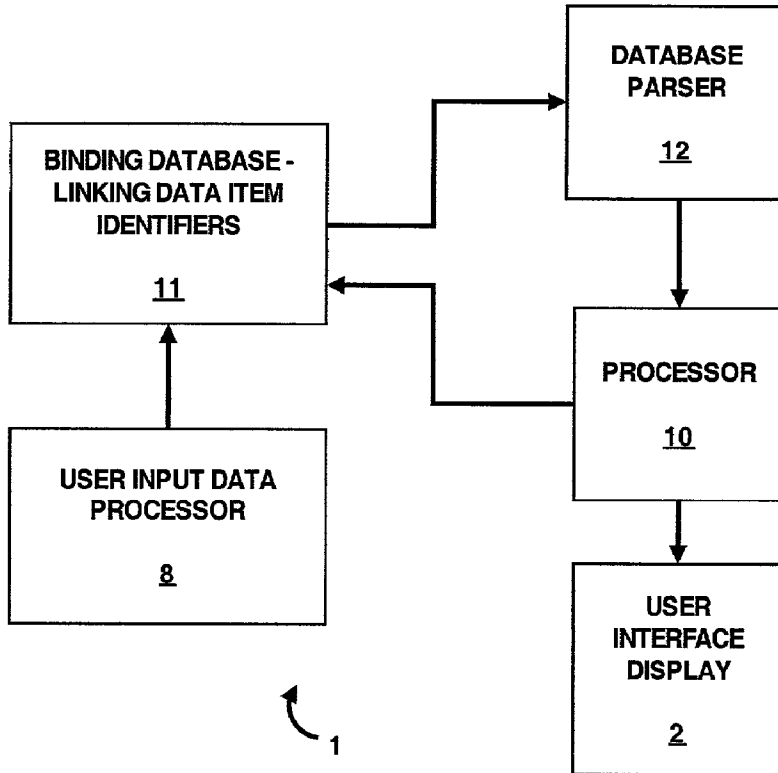 DATABASE
PARSER
12
BINDING DATABASE -
LINKING DATA ITEM
IDENTIFIERS
11
PROCESSOR
10
USER INPUT DATA
PROCESSOR
8
USER
INTERFACE
DISPLAY
2
1